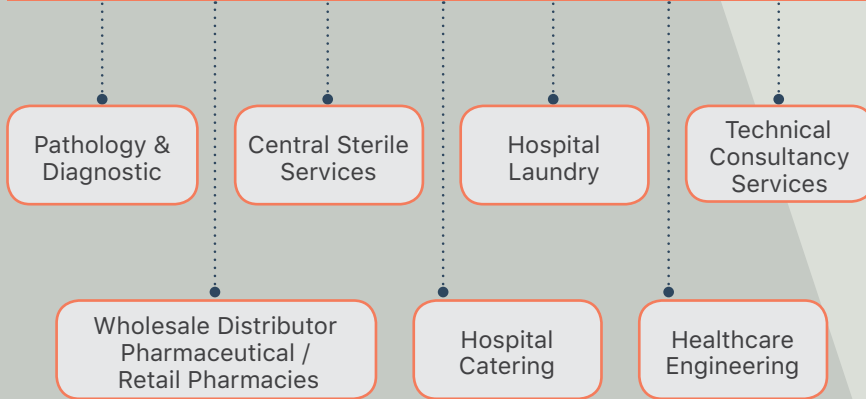 Pathology &
Diagnostic
Central Sterile
Services
Hospital
Laundry
Technical
Consultancy
Services
Wholesale Distributor
Pharmaceutical /
Retail Pharmacies
Hospital
Catering
Healthcare
Engineering